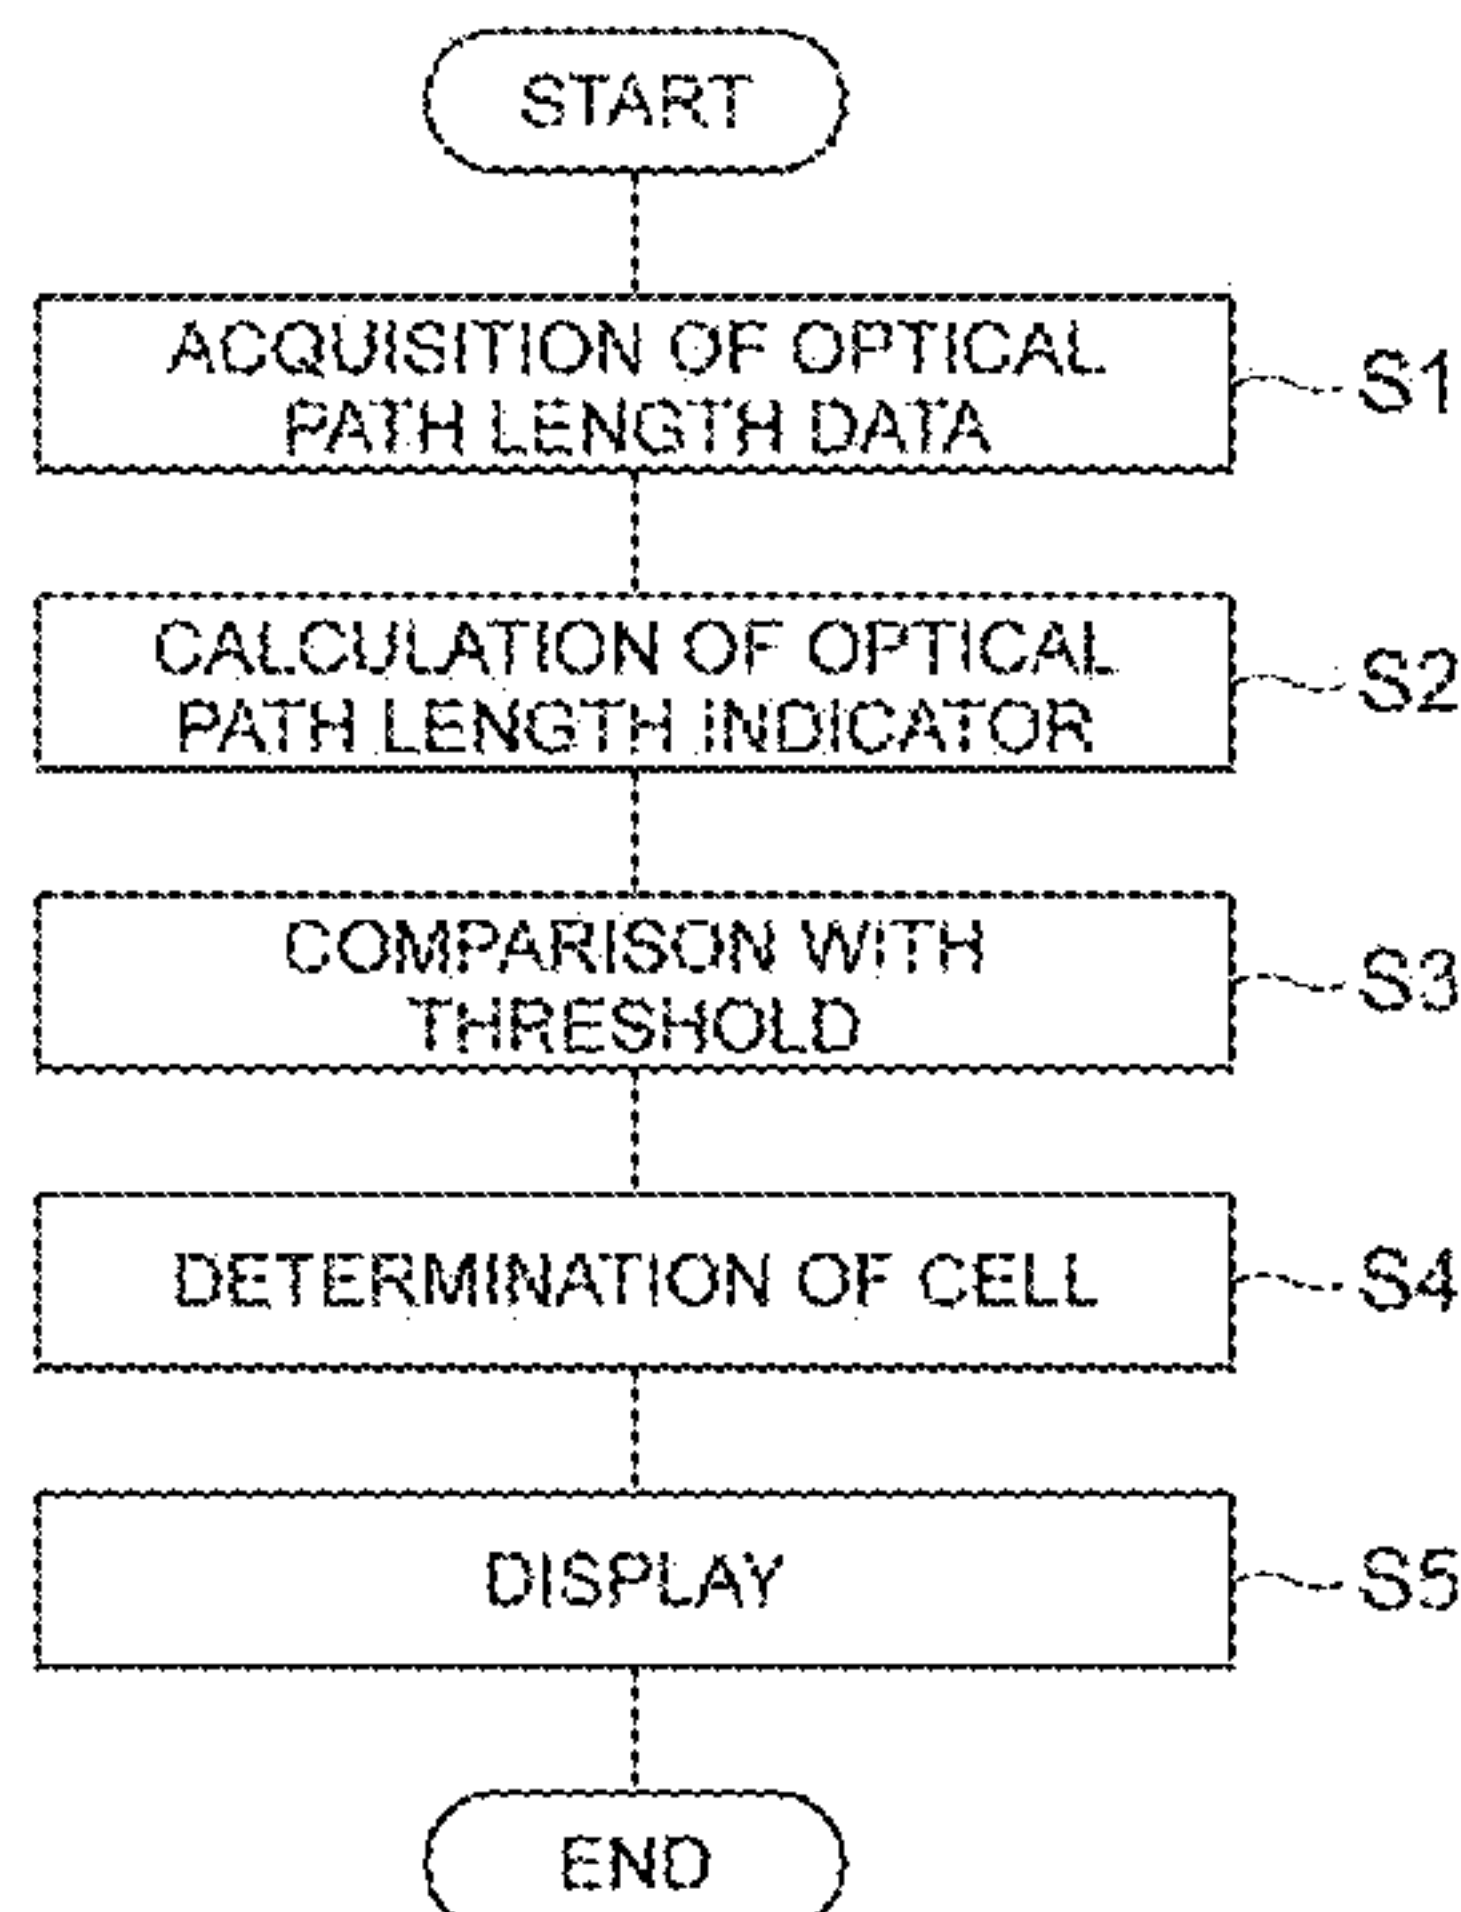 START
ACQUISITION OF OPTICAL
PATH LENGTH DATA
S1
CALCULATION OF OPTICAL
PATH LENGTH INDICATOR
S2
COMPARISON WITH
THRESHOLD
S3
DETERMINATION OF CELL
S4
DISPLAY
S5
END